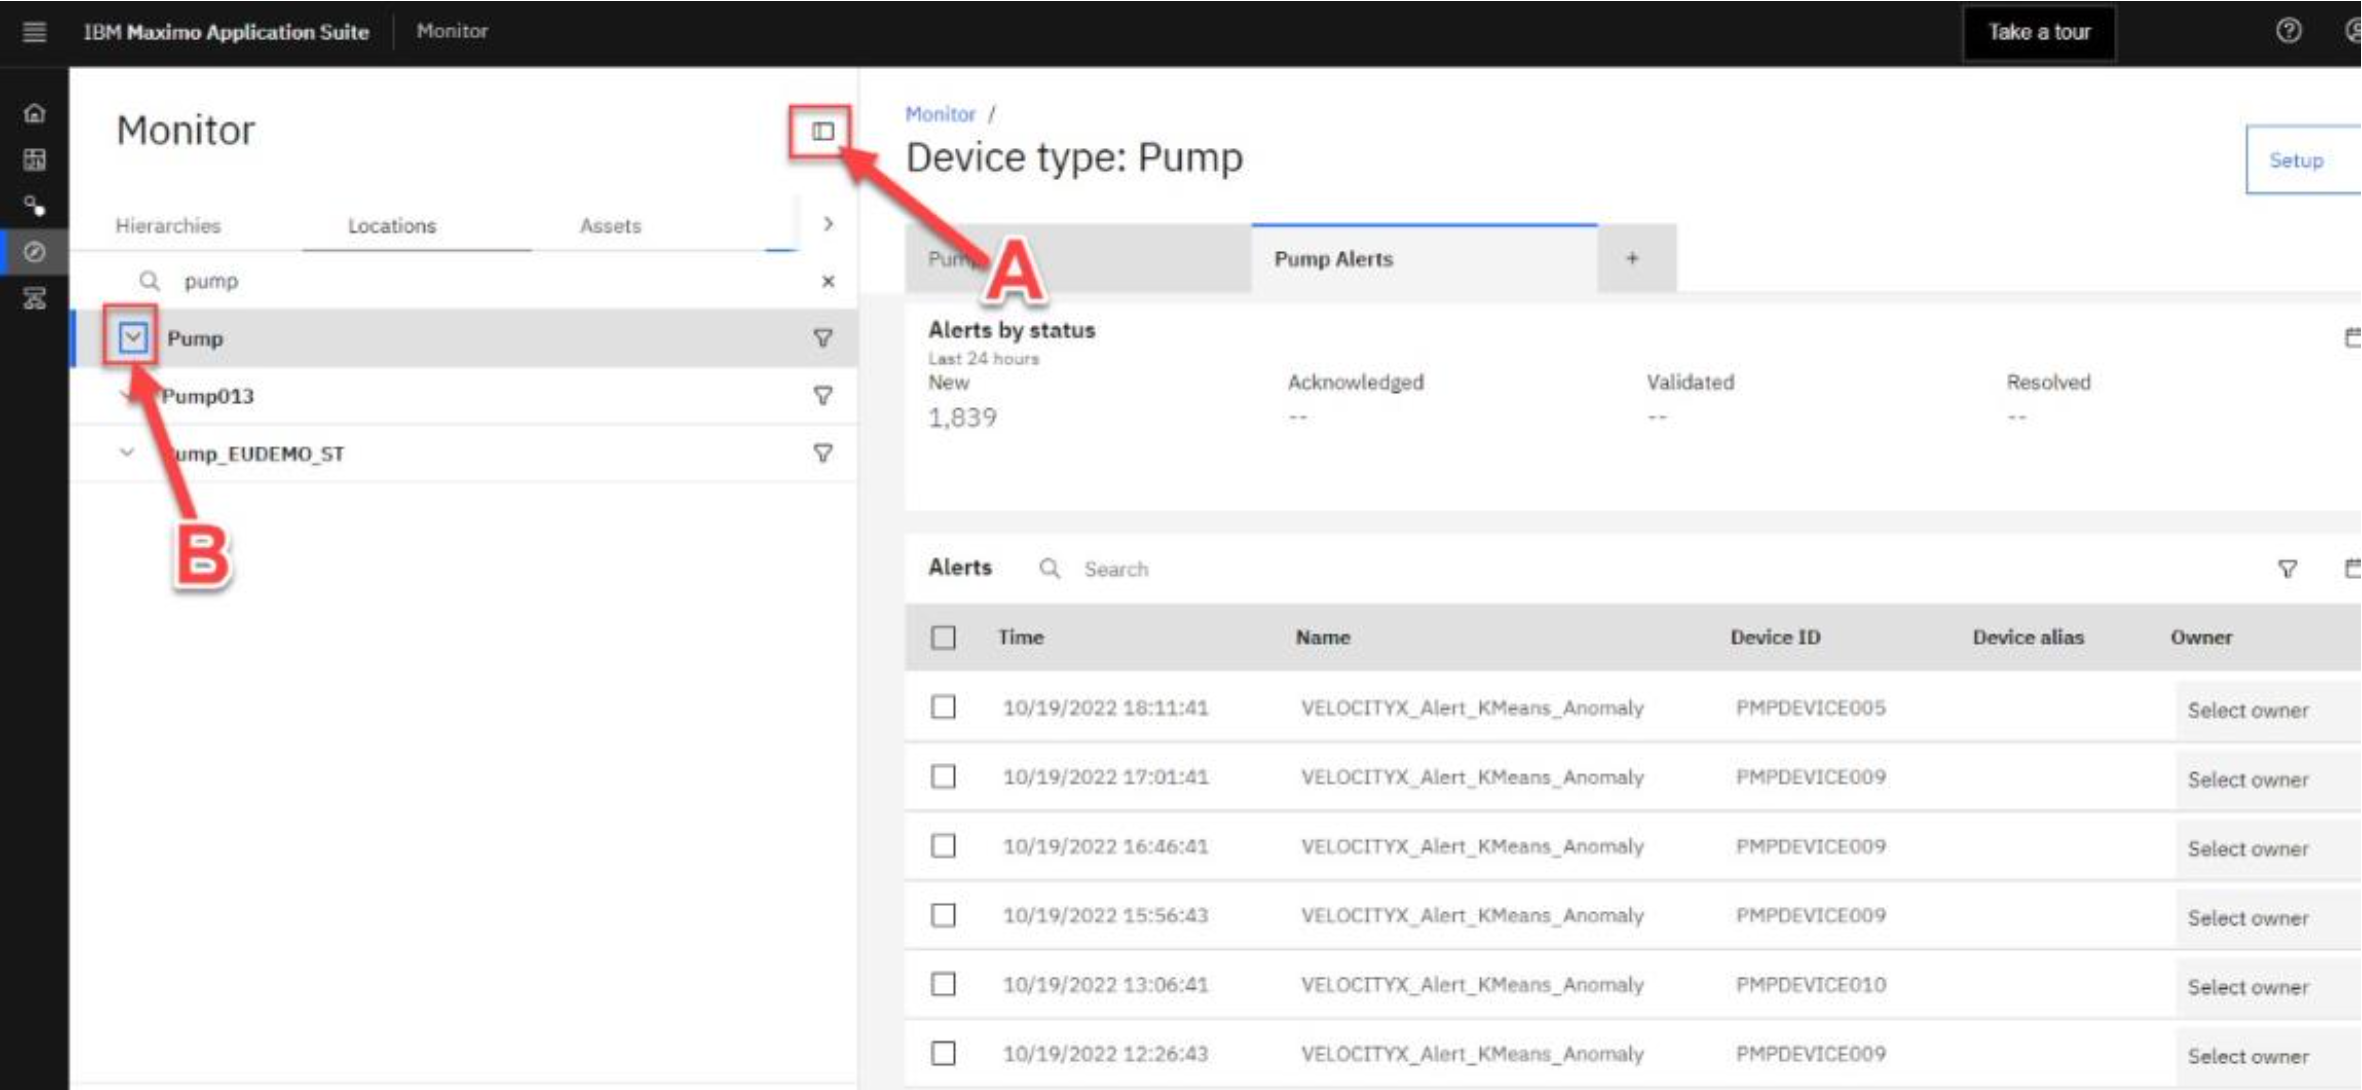 IBM Maximo Application Suite Monitor Take a tour
Monitor
Hierarchies Locations Assets
pump
Pump
Pump013
ump_EUDEMO_ST
A
B
Monitor /
Device type: Pump
Setup
Pump Alerts +
Alerts by status
Last 24 hours
New Acknowledged Validated Resolved
1,839 -- -- --
Alerts Search
Time Name Device ID Device alias Owner
10/19/2022 18:11:41 VELOCITYX_Alert_KMeans_Anomaly PMPDEVICE005 Select owner
10/19/2022 17:01:41 VELOCITYX_Alert_KMeans_Anomaly PMPDEVICE009 Select owner
10/19/2022 16:46:41 VELOCITYX_Alert_KMeans_Anomaly PMPDEVICE009 Select owner
10/19/2022 15:56:43 VELOCITYX_Alert_KMeans_Anomaly PMPDEVICE009 Select owner
10/19/2022 13:06:41 VELOCITYX_Alert_KMeans_Anomaly PMPDEVICE010 Select owner
10/19/2022 12:26:43 VELOCITYX_Alert_KMeans_Anomaly PMPDEVICE009 Select owner